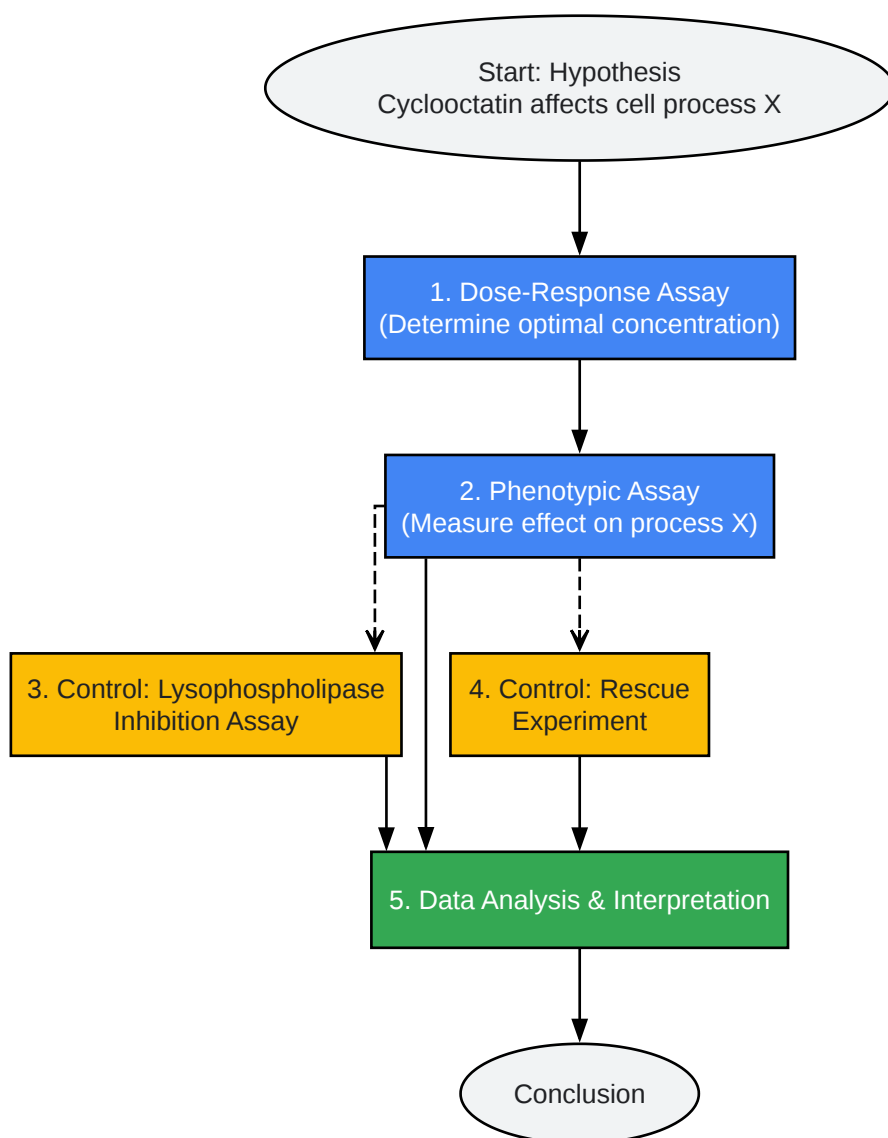 Start: Hypothesis
Cyclooctatin affects cell process X
1. Dose-Response Assay
(Determine optimal concentration)
2. Phenotypic Assay
(Measure effect on process X)
3. Control: Lysophospholipase
Inhibition Assay
4. Control: Rescue
Experiment
5. Data Analysis & Interpretation
Conclusion